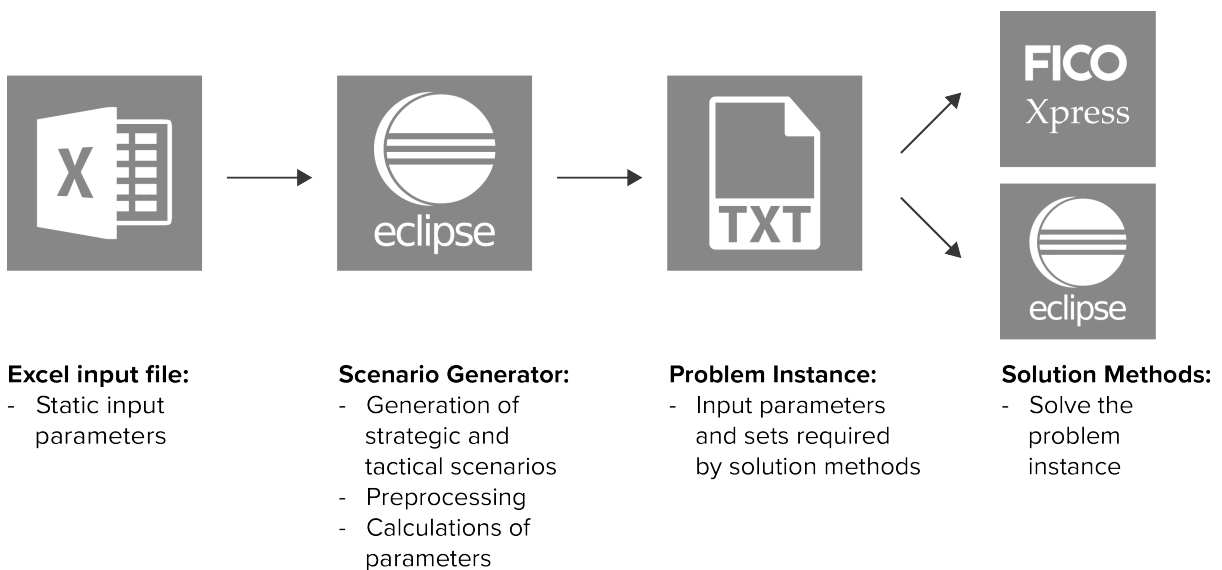 X
eclipse
TXT
FICO
Xpress
eclipse
Excel input file:
- Static input
parameters
Scenario Generator:
- Generation of
strategic and
tactical scenarios
- Preprocessing
- Calculations of
parameters
Problem Instance:
- Input parameters
and sets required
by solution methods
Solution Methods:
- Solve the
problem
instance